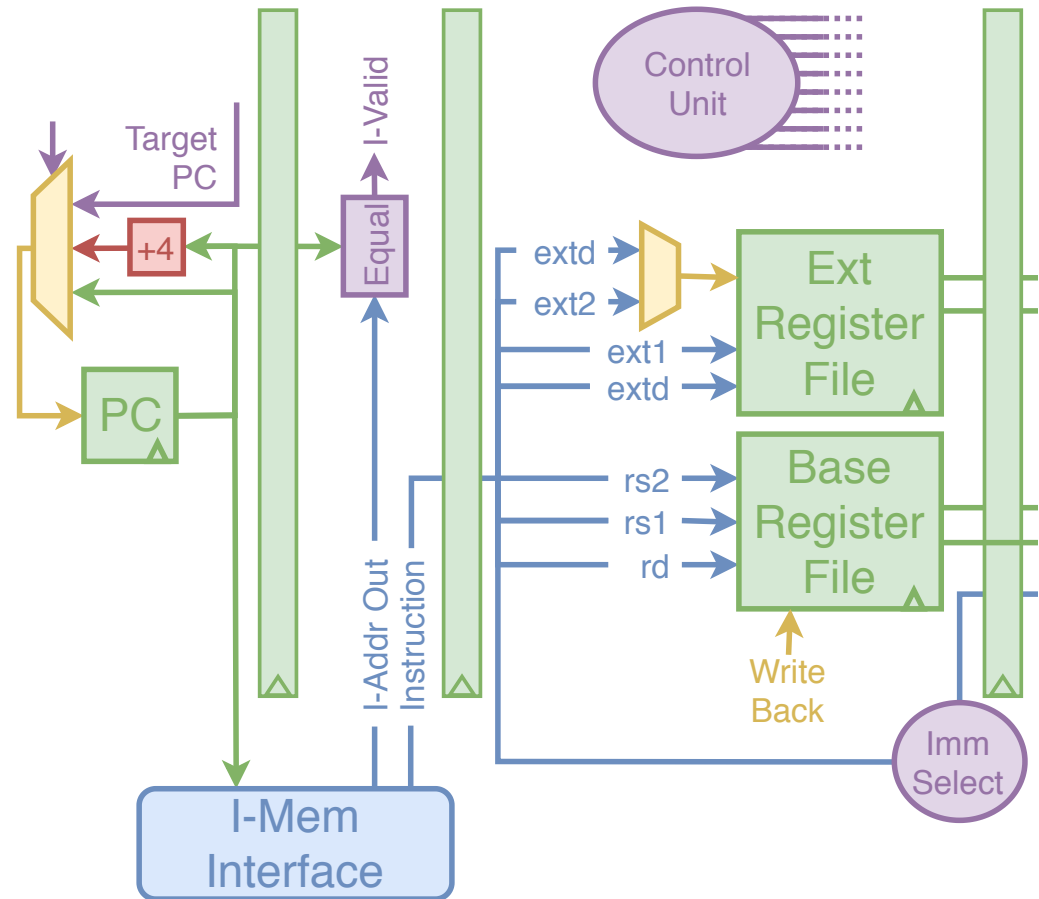 Control
Unit
Target
PC
I-Valid
+4
Equal
extd
ext2
ext1
extd
Ext
Register
File
PC
rs2
rs1
rd
Base
Register
File
I-Addr Out
Instruction
Write
Back
Imm
Select
I-Mem
Interface